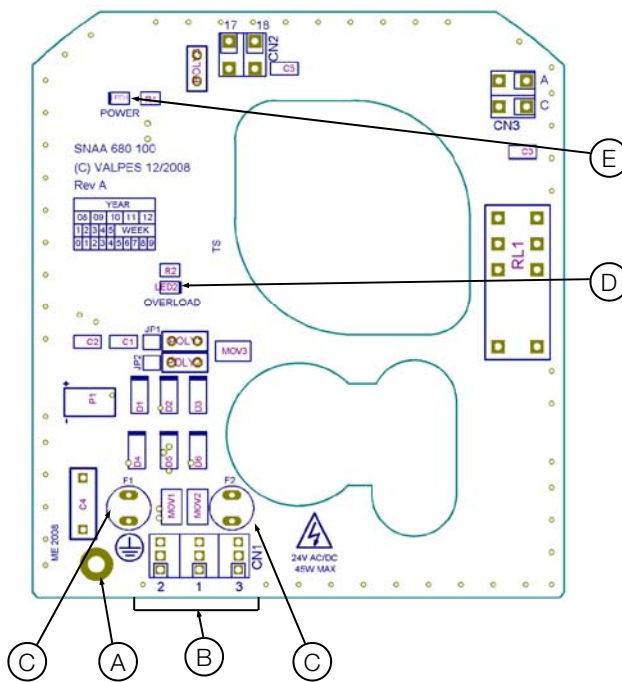 17 18
CN2
POLY
C5
A
C
CN3
R1
POWER
E
SNAA 680 100
(C) VALPES 12/2008
Rev A
C3
YEAR
08 09 10 11 12
1 2 3 4 5 WEEK
0 1 2 3 4 5 6 7 8 9
TS
RL1
R2
LED2
OVERLOAD
D
JP1
POLY
C2 C1
MOV3
JP2
POLY
+
P1
-
D1 D2 D3
D4 D5 D6
F1 F2
C4
MOV1 MOV2
CN1
ME 2008
24V AC/DC
45W MAX
2 1 3
B
C A C